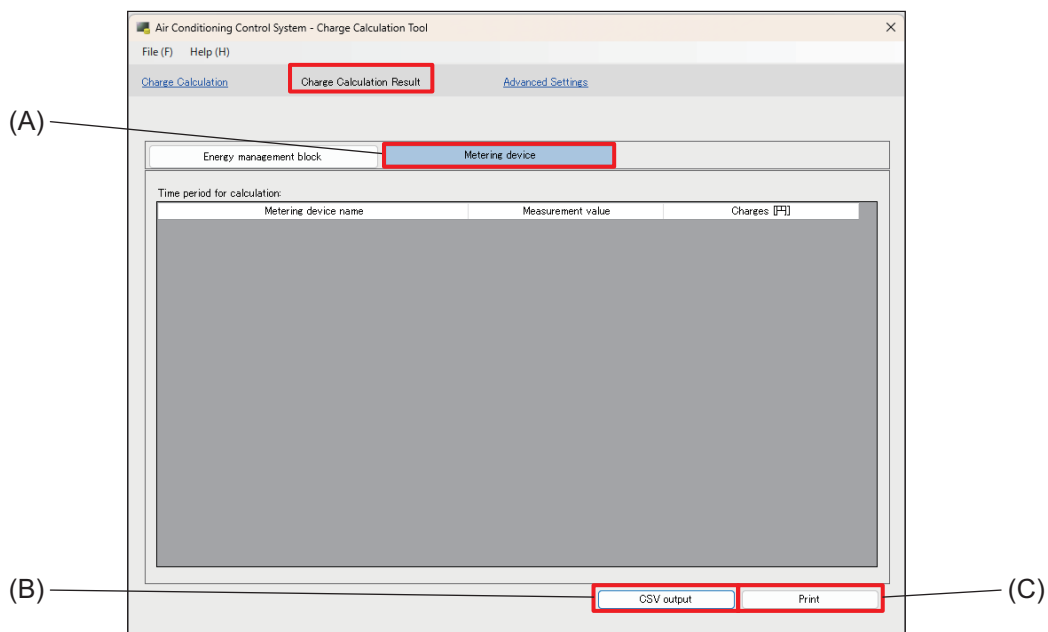 Air Conditioning Control System - Charge Calculation Tool
File (F) Help (H)
Charge Calculation Charge Calculation Result Advanced Settings
(A)
Energy management block Metering device
Time period for calculation:
Metering device name Measurement value Charges [円]
(B)
CSV output Print
(C)